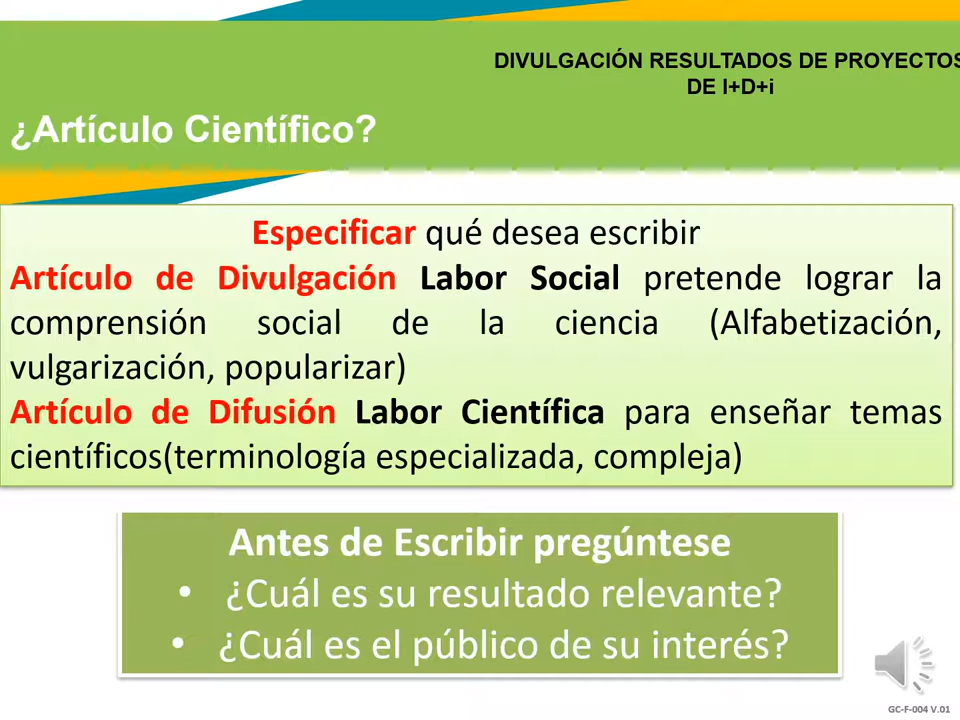 DIVULGACIÓN RESULTADOS DE PROYECTOS
DE I+D+i
¿Artículo Científico?
Especificar qué desea escribir
Artículo de Divulgación Labor Social pretende lograr la
comprensión social de la ciencia (Alfabetización,
vulgarización, popularizar)
Artículo de Difusión Labor Científica para enseñar temas
científicos(terminología especializada, compleja)
Antes de Escribir pregúntese
• ¿Cuál es su resultado relevante?
• ¿Cuál es el público de su interés?
GC-F-004 V.01